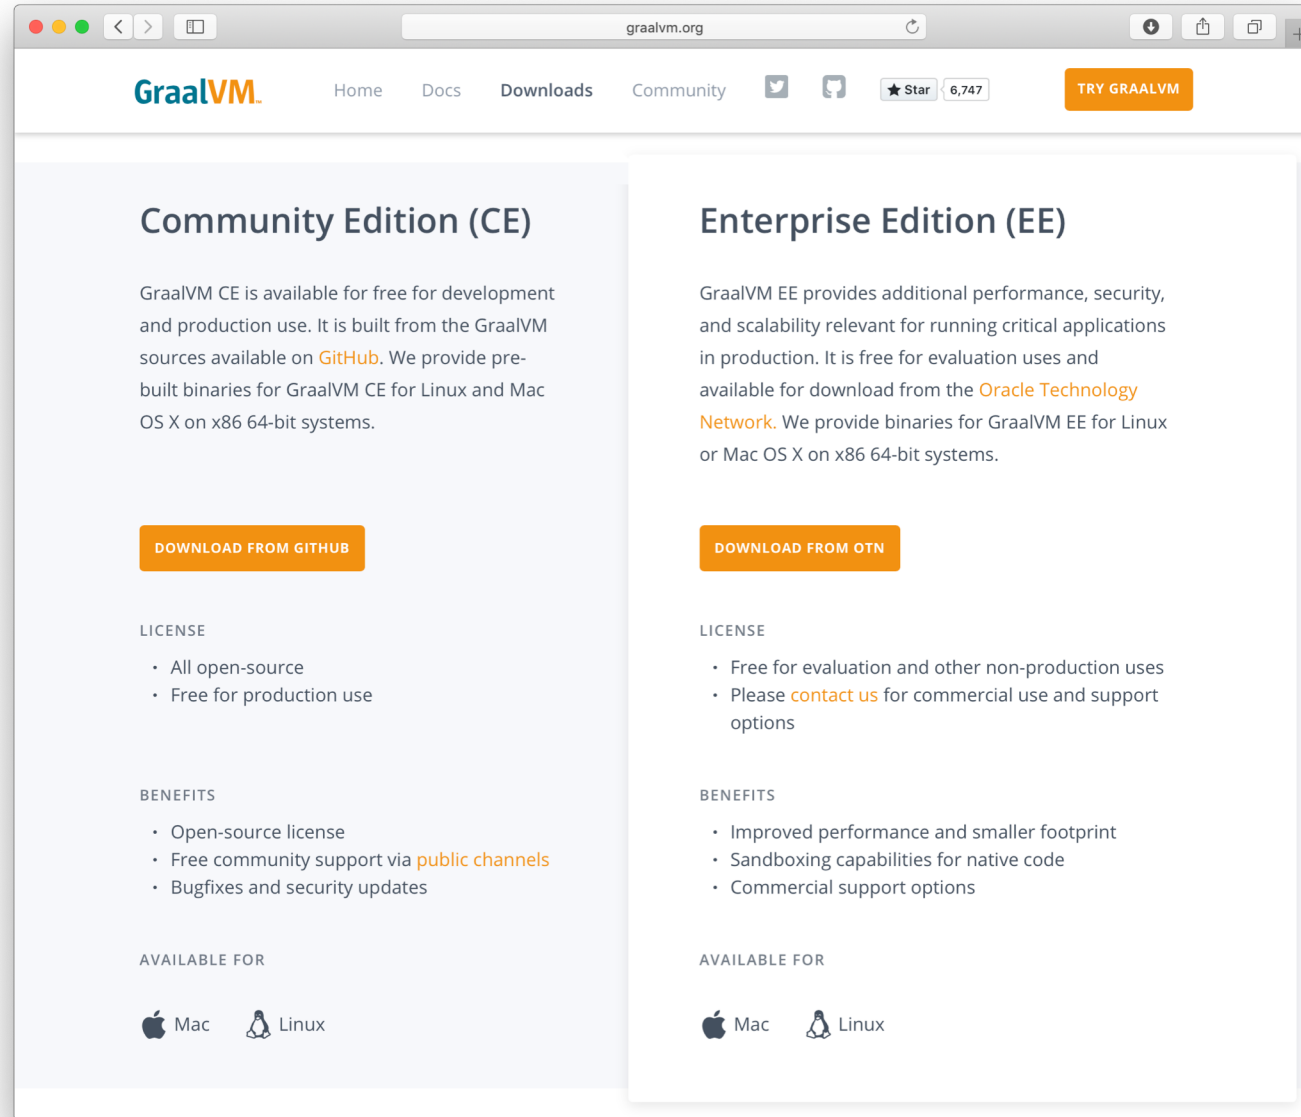 graalvm.org
GraalVM™
Home
Docs
Downloads
Community
Star
6,747
TRY GRAALVM
Community Edition (CE)
GraalVM CE is available for free for development
and production use. It is built from the GraalVM
sources available on GitHub. We provide pre-
built binaries for GraalVM CE for Linux and Mac
OS X on x86 64-bit systems.
DOWNLOAD FROM GITHUB
LICENSE
• All open-source
• Free for production use
BENEFITS
• Open-source license
• Free community support via public channels
• Bugfixes and security updates
AVAILABLE FOR
Mac
Linux
Enterprise Edition (EE)
GraalVM EE provides additional performance, security,
and scalability relevant for running critical applications
in production. It is free for evaluation uses and
available for download from the Oracle Technology
Network. We provide binaries for GraalVM EE for Linux
or Mac OS X on x86 64-bit systems.
DOWNLOAD FROM OTN
LICENSE
• Free for evaluation and other non-production uses
• Please contact us for commercial use and support
options
BENEFITS
• Improved performance and smaller footprint
• Sandboxing capabilities for native code
• Commercial support options
AVAILABLE FOR
Mac
Linux